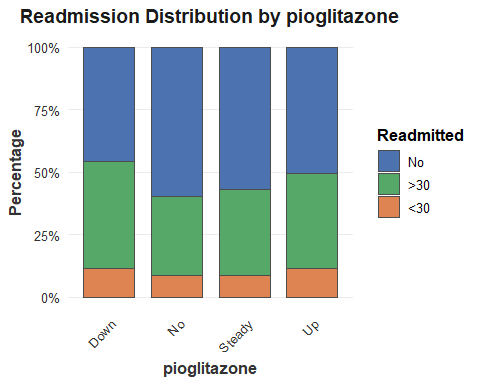 Readmission Distribution by pioglitazone
100%
75%
50%
25%
0%
Percentage
Down
No
Steady
Up
pioglitazone
Readmitted
No
>30
<30